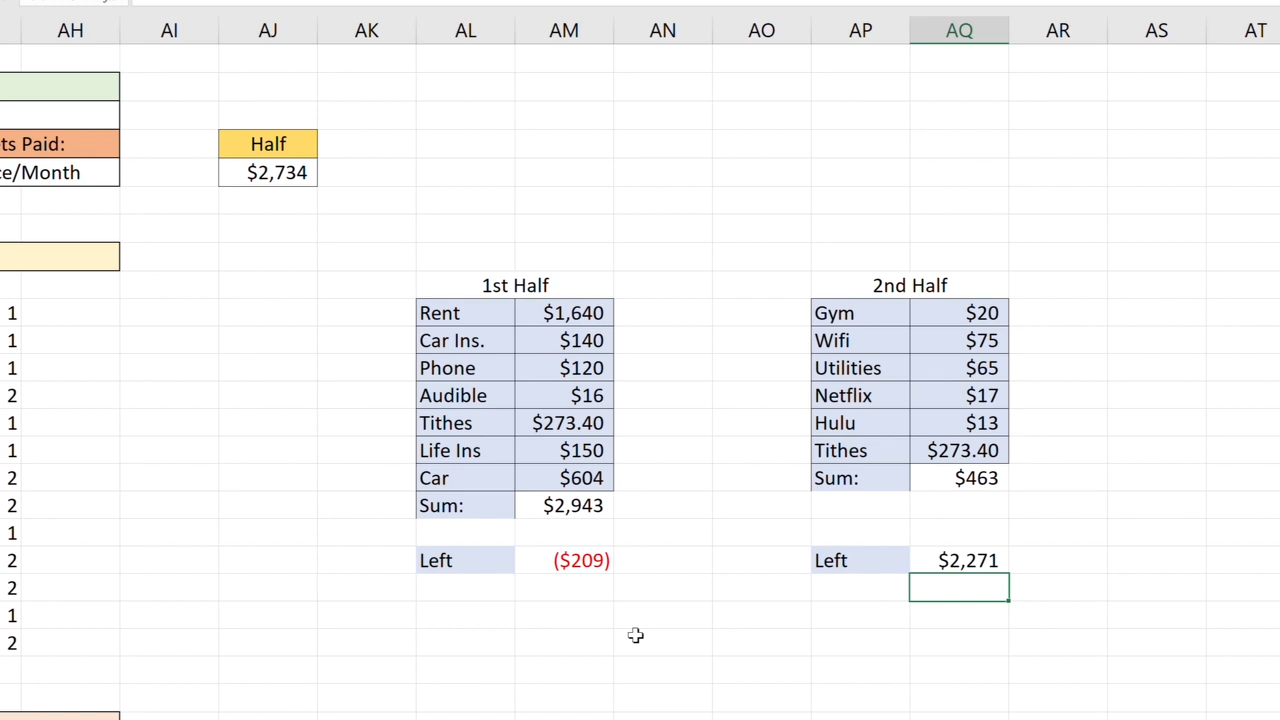 AH AI AJ AK AL AM AN AO AP AQ AR AS AT
ts Paid: Half
ce/Month $2,734
1st Half 2nd Half
1 Rent $1,640 Gym $20
1 Car Ins. $140 Wifi $75
1 Phone $120 Utilities $65
2 Audible $16 Netflix $17
1 Tithes $273.40 Hulu $13
1 Life Ins $150 Tithes $273.40
2 Car $604 Sum: $463
2 Sum: $2,943
1
2 Left ($209) Left $2,271
2
1
2